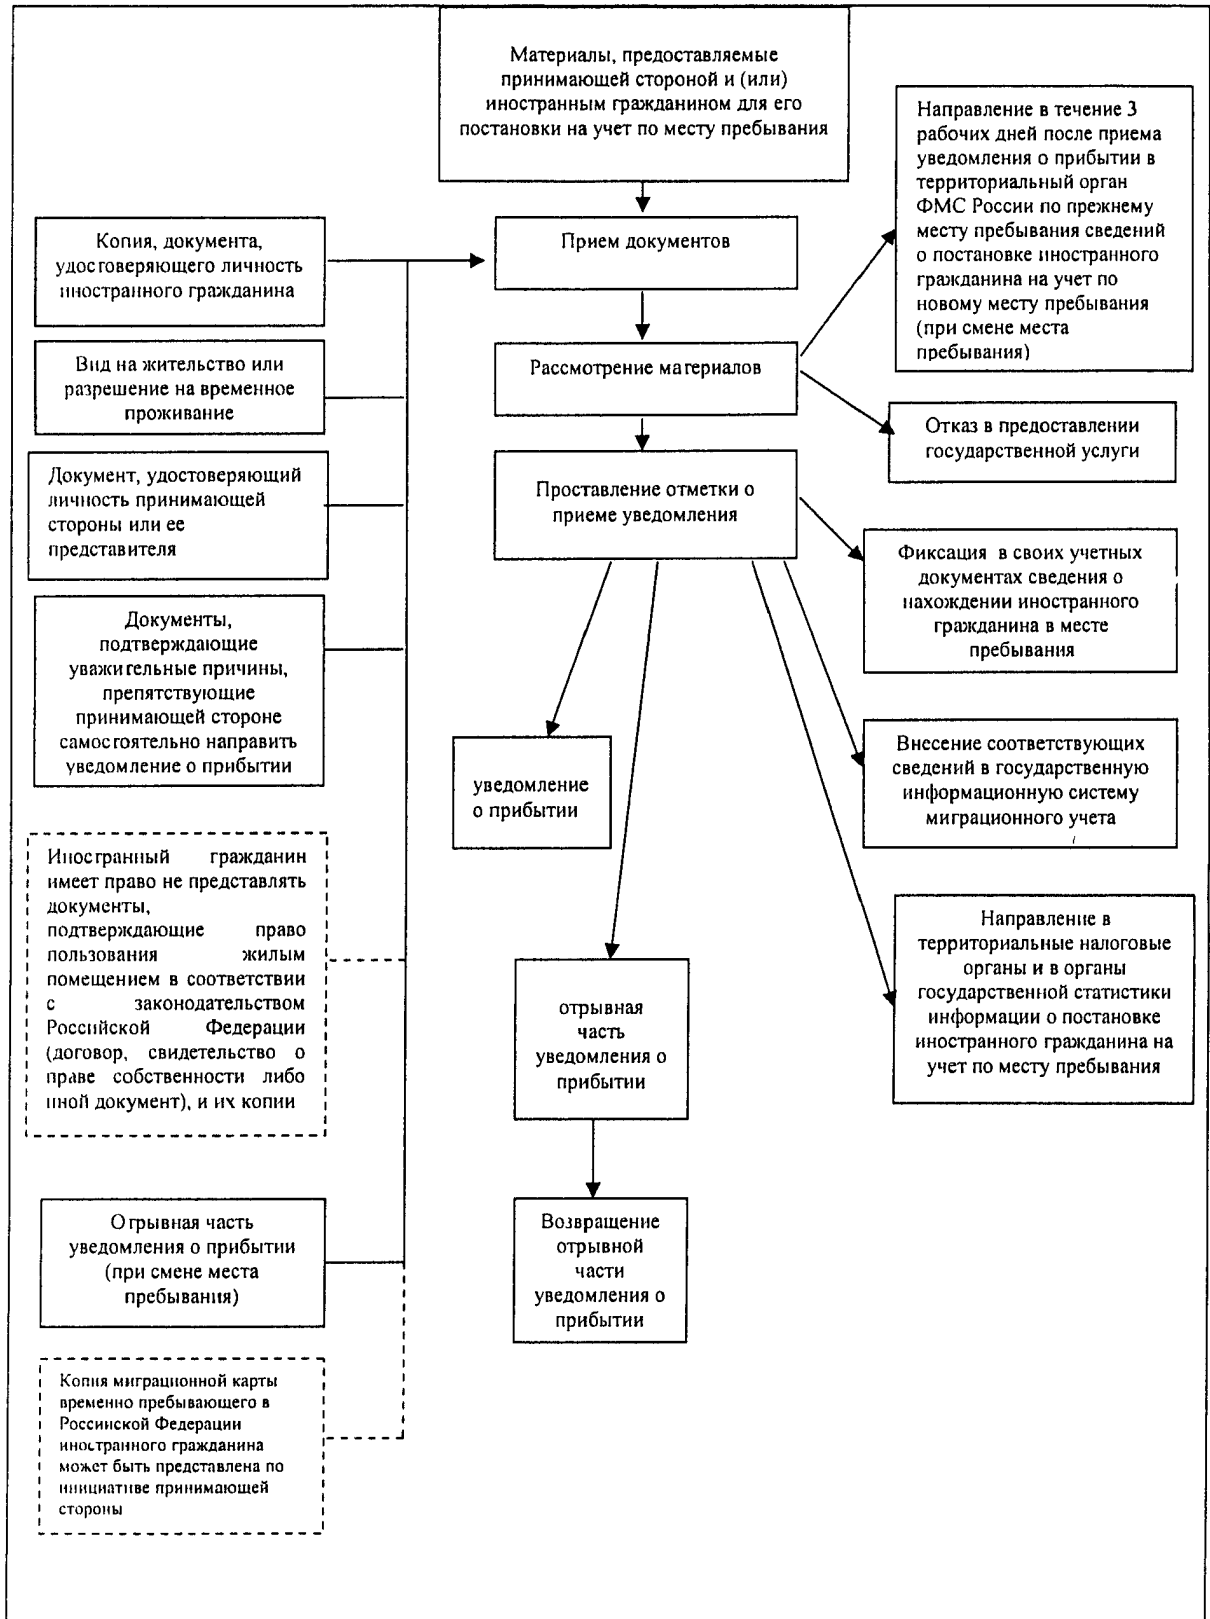 Материалы, предоставляемые
принимающей стороной и (или)
иностранным гражданином для его
постановки на учет по месту пребывания
Направление в течение 3
рабочих дней после приема
уведомления о прибытии в
территориальный орган
ФМС России по прежнему
месту пребывания сведений
о постановке иностранного
гражданина на учет по
новому месту пребывания
(при смене места
пребывания)
Копия, документа,
удостоверяющего личность
иностранного гражданина
Прием документов
Вид на жительство или
разрешение на временное
проживание
Рассмотрение материалов
Отказ в предоставлении
государственной услуги
Документ, удостоверяющий
личность принимающей
стороны или ее
представителя
Проставление отметки о
приеме уведомления
Фиксация в своих учетных
документах сведения о
нахождении иностранного
гражданина в месте
пребывания
Документы,
подтверждающие
уважительные причины,
препятствующие
принимающей стороне
самостоятельно направить
уведомление о прибытии
уведомление
о прибытии
Внесение соответствующих
сведений в государственную
информационную систему
миграционного учета
Иностранный гражданин
имеет право не представлять
документы,
подтверждающие право
пользования жилым
помещением в соответствии
с законодательством
Российской Федерации
(договор, свидетельство о
праве собственности либо
иной документ), и их копии
Направление в
территориальные налоговые
органы и в органы
государственной статистики
информации о постановке
иностранного гражданина на
учет по месту пребывания
отрывная
часть
уведомления о
прибытии
Отрывная часть
уведомления о прибытии
(при смене места
пребывания)
Возвращение
отрывной
части
уведомления о
прибытии
Копия миграционной карты
временно пребывающего в
Российской Федерации
иностранного гражданина
может быть представлена по
инициативе принимающей
стороны